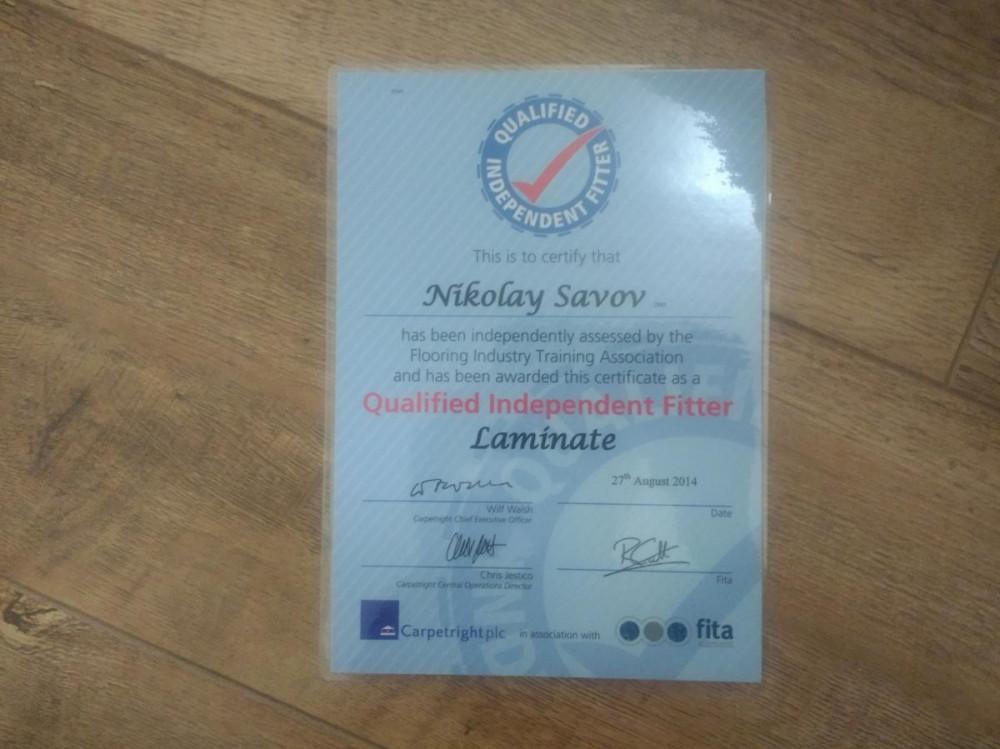 QUALIFIED
INDEPENDENT FITTER
This is to certify that
Nikolay Savov
has been independently assessed by the
Flooring Industry Training Association
and has been awarded this certificate as a
Qualified Independent Fitter
Laminate
27th August 2014
Wilf Walsh
Carpetright Chief Executive Officer
Date
Chris Jestico
Carpetright Central Operations Director
Fita
Carpetright plc
in association with
fita